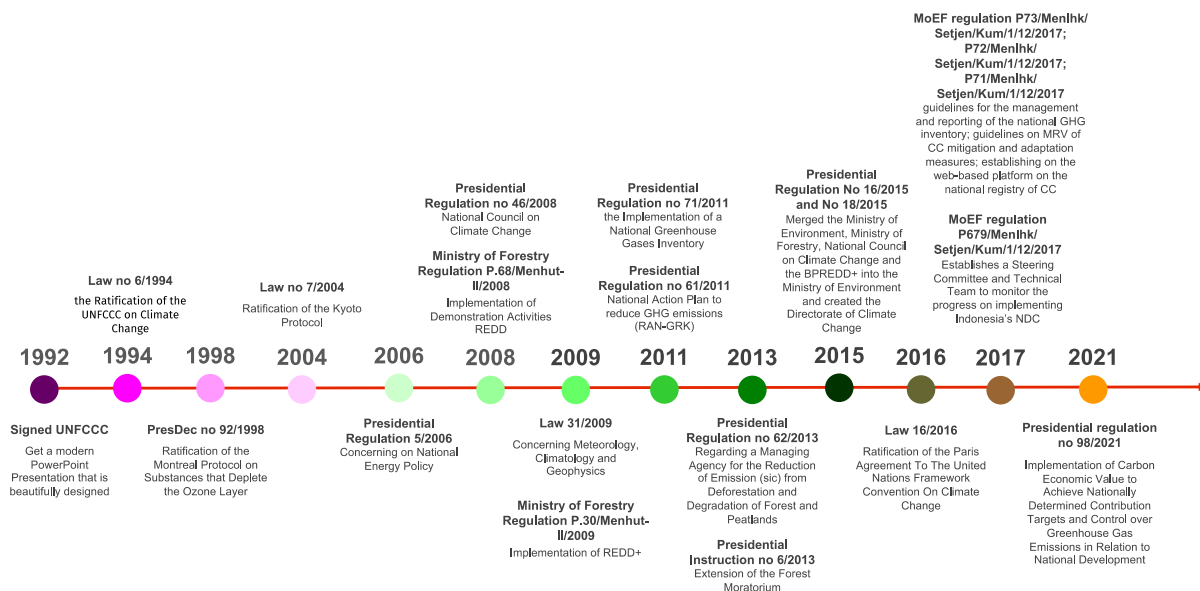 MoEF regulation P73/Menlhk/
Setjen/Kum/1/12/2017;
P72/Menlhk/
Setjen/Kum/1/12/2017;
P71/Menlhk/
Setjen/Kum/1/12/2017
guidelines for the management
and reporting of the national GHG
inventory; guidelines on MRV of
CC mitigation and adaptation
measures; establishing on the
web-based platform on the
national registry of CC
Presidential
Regulation no 46/2008
National Council on
Climate Change
Presidential
Regulation no 71/2011
the Implementation of a
National Greenhouse
Gases Inventory
Presidential
Regulation No 16/2015
and No 18/2015
Merged the Ministry of
Environment, Ministry of
Forestry, National Council
on Climate Change and
the BPREDD+ into the
Ministry of Environment
and created the
Directorate of Climate
Change
MoEF regulation
P679/Menlhk/
Setjen/Kum/1/12/2017
Establishes a Steering
Committee and Technical
Team to monitor the
progress on implementing
Indonesia's NDC
Law no 6/1994
the Ratification of the
UNFCCC on Climate
Change
Law no 7/2004
Ratification of the Kyoto
Protocol
Ministry of Forestry
Regulation P.68/Menhut-
II/2008
Implementation of
Demonstration Activities
REDD
Presidential
Regulation no 61/2011
National Action Plan to
reduce GHG emissions
(RAN-GRK)
1992 1994 1998 2004 2006 2008 2009 2011 2013 2015 2016 2017 2021
Signed UNFCCC
Get a modern
PowerPoint
Presentation that is
beautifully designed
PresDec no 92/1998
Ratification of the
Montreal Protocol on
Substances that Deplete
the Ozone Layer
Presidential
Regulation 5/2006
Concerning on National
Energy Policy
Law 31/2009
Concerning Meteorology,
Climatology and
Geophysics
Ministry of Forestry
Regulation P.30/Menhut-
II/2009
Implementation of REDD+
Presidential
Regulation no 62/2013
Regarding a Managing
Agency for the Reduction
of Emission (sic) from
Deforestation and
Degradation of Forest and
Peatlands
Presidential
Instruction no 6/2013
Extension of the Forest
Moratorium
Law 16/2016
Ratification of the Paris
Agreement To The United
Nations Framework
Convention On Climate
Change
Presidential regulation
no 98/2021
Implementation of Carbon
Economic Value to
Achieve Nationally
Determined Contribution
Targets and Control over
Greenhouse Gas
Emissions in Relation to
National Development